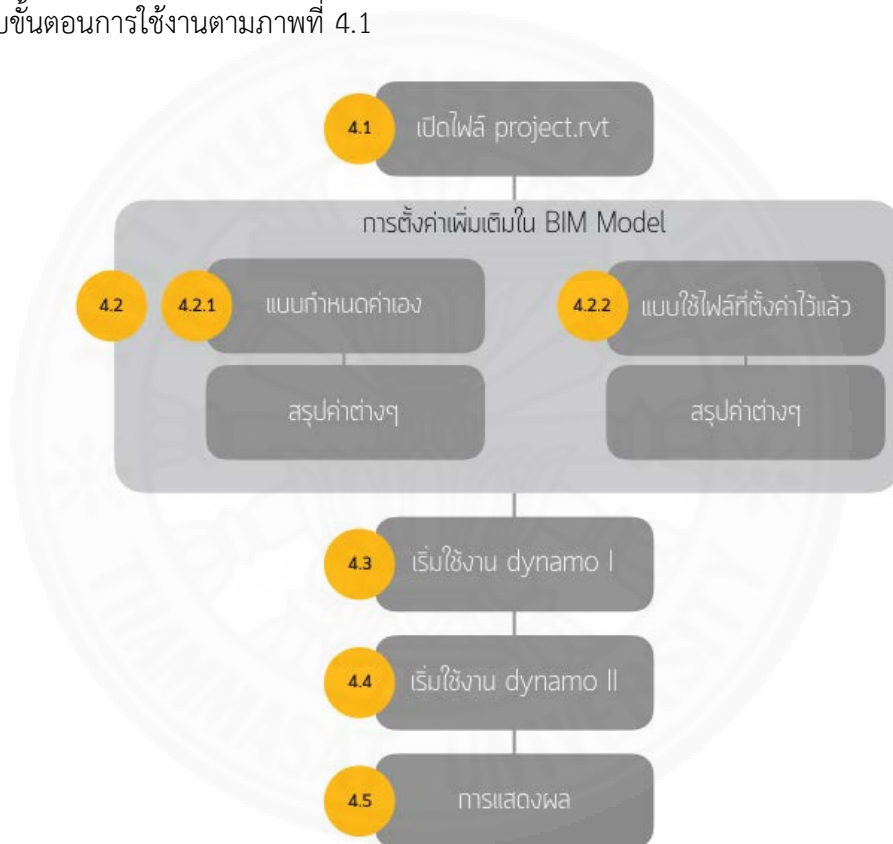 ขั้นตอนการใช้งานตามภาพที่ 4.1
4.1 เปิดไฟล์ project.rvt
การตั้งค่าเพิ่มเติมใน BIM Model
4.2 4.2.1 แบบกำหนดค่าเอง 4.2.2 แบบใช้ไฟล์ที่ตั้งค่าไว้แล้ว
สรุปค่าต่างๆ สรุปค่าต่างๆ
4.3 เริ่มใช้งาน dynamo I
4.4 เริ่มใช้งาน dynamo II
4.5 การแสดงผล
THAMMASAT UNIVERSITY